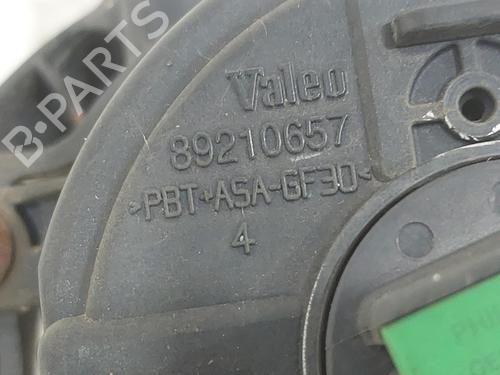 B-PARTS
Valeo
89210657
>PBT+ASA-GF30<
4